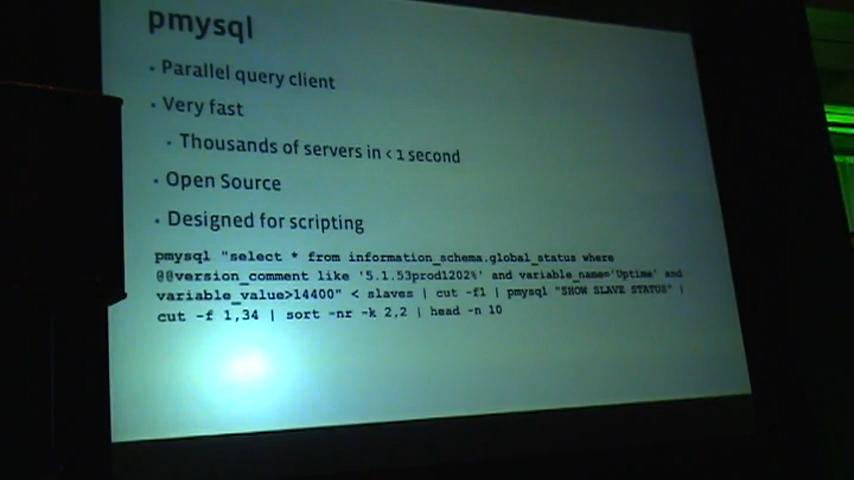 pmysql
• Parallel query client
• Very fast
• Thousands of servers in < 1 second
• Open Source
• Designed for scripting
pmysql "select * from information_schema.global_status where
@@version_comment like '5.1.53prod1202%' and variable_name='Uptime' and
variable_value>14400" < slaves | cut -f1 | pmysql "SHOW SLAVE STATUS" |
cut -f 1,34 | sort -nr -k 2,2 | head -n 10